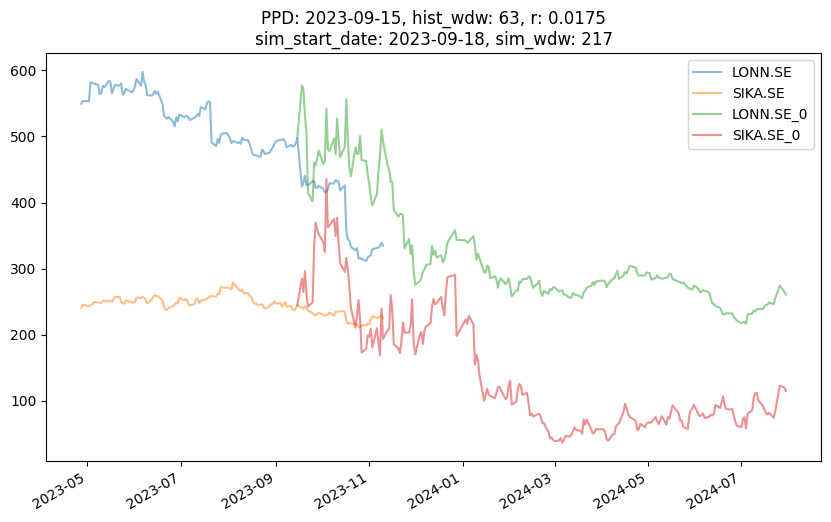 PPD: 2023-09-15, hist_wdw: 63, r: 0.0175
sim_start_date: 2023-09-18, sim_wdw: 217
LONN.SE
SIKA.SE
LONN.SE_0
SIKA.SE_0
600
500
400
300
200
100
2023-05
2023-07
2023-09
2023-11
2024-01
2024-03
2024-05
2024-07